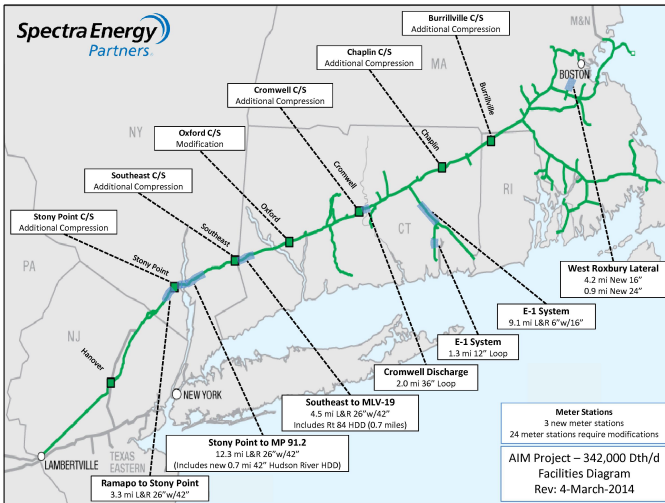 Spectra Energy
Partners
Burrillville C/S
Additional Compression
M&N
Chaplin C/S
Additional Compression
MA
BOSTON
Cromwell C/S
Additional Compression
Burrillville
NY
Oxford C/S
Modification
Chaplin
Southeast C/S
Additional Compression
Cromwell
RI
Stony Point C/S
Additional Compression
Oxford
CT
Southeast
PA
Stony Point
West Roxbury Lateral
4.2 mi New 16"
0.9 mi New 24"
E-1 System
9.1 mi L&R 6"w/16"
NJ
E-1 System
1.3 mi 12" Loop
Hanover
Cromwell Discharge
2.0 mi 36" Loop
NEW YORK
Southeast to MLV-19
4.5 mi L&R 26"w/42"
Includes Rt 84 HDD (0.7 miles)
Meter Stations
3 new meter stations
24 meter stations require modifications
Stony Point to MP 91.2
12.3 mi L&R 26"w/42"
(Includes new 0.7 mi 42" Hudson River HDD)
LAMBERTVILLE
TEXAS
EASTERN
AIM Project – 342,000 Dth/d
Facilities Diagram
Rev: 4-March-2014
Ramapo to Stony Point
3.3 mi L&R 26"w/42"